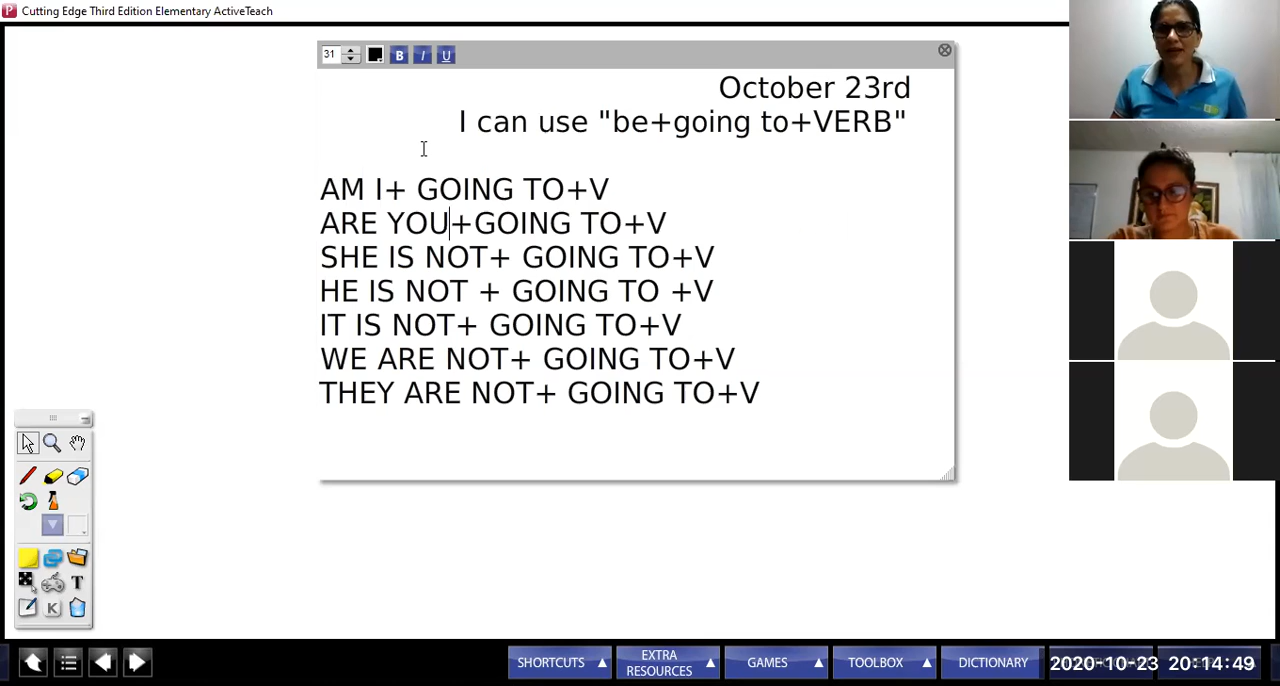 Cutting Edge Third Edition Elementary ActiveTeach
31 B I U
October 23rd
I can use "be+going to+VERB"
AM I+ GOING TO+V
ARE YOU+GOING TO+V
SHE IS NOT+ GOING TO+V
HE IS NOT + GOING TO +V
IT IS NOT+ GOING TO+V
WE ARE NOT+ GOING TO+V
THEY ARE NOT+ GOING TO+V
T
K
SHORTCUTS
EXTRA RESOURCES
GAMES
TOOLBOX
DICTIONARY
2020-10-23 20:14:49